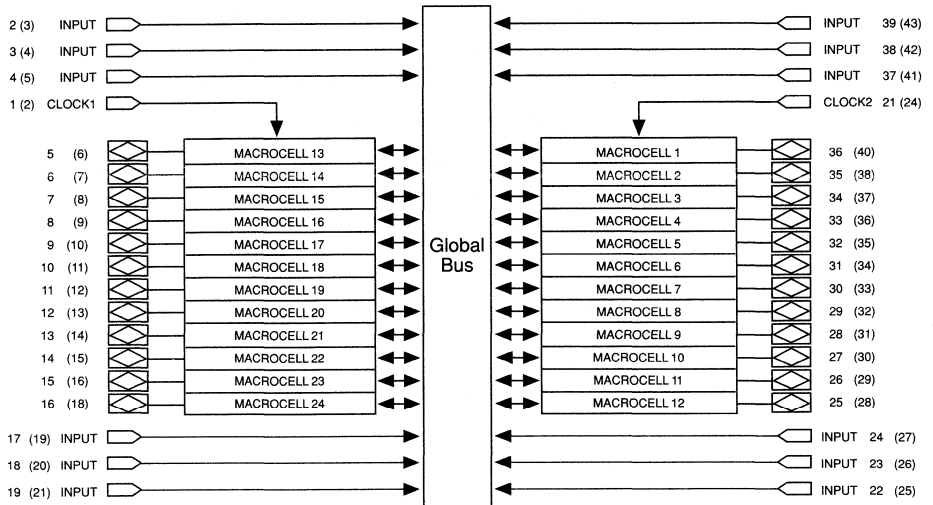 2 (3) INPUT INPUT 39 (43)
3 (4) INPUT INPUT 38 (42)
4 (5) INPUT INPUT 37 (41)
1 (2) CLOCK1 CLOCK2 21 (24)
5 (6) MACROCELL 13 MACROCELL 1 36 (40)
6 (7) MACROCELL 14 MACROCELL 2 35 (38)
7 (8) MACROCELL 15 MACROCELL 3 34 (37)
8 (9) MACROCELL 16 MACROCELL 4 33 (36)
9 (10) MACROCELL 17 MACROCELL 5 32 (35)
Global
Bus
10 (11) MACROCELL 18 MACROCELL 6 31 (34)
11 (12) MACROCELL 19 MACROCELL 7 30 (33)
12 (13) MACROCELL 20 MACROCELL 8 29 (32)
13 (14) MACROCELL 21 MACROCELL 9 28 (31)
14 (15) MACROCELL 22 MACROCELL 10 27 (30)
15 (16) MACROCELL 23 MACROCELL 11 26 (29)
16 (18) MACROCELL 24 MACROCELL 12 25 (28)
17 (19) INPUT INPUT 24 (27)
18 (20) INPUT INPUT 23 (26)
19 (21) INPUT INPUT 22 (25)